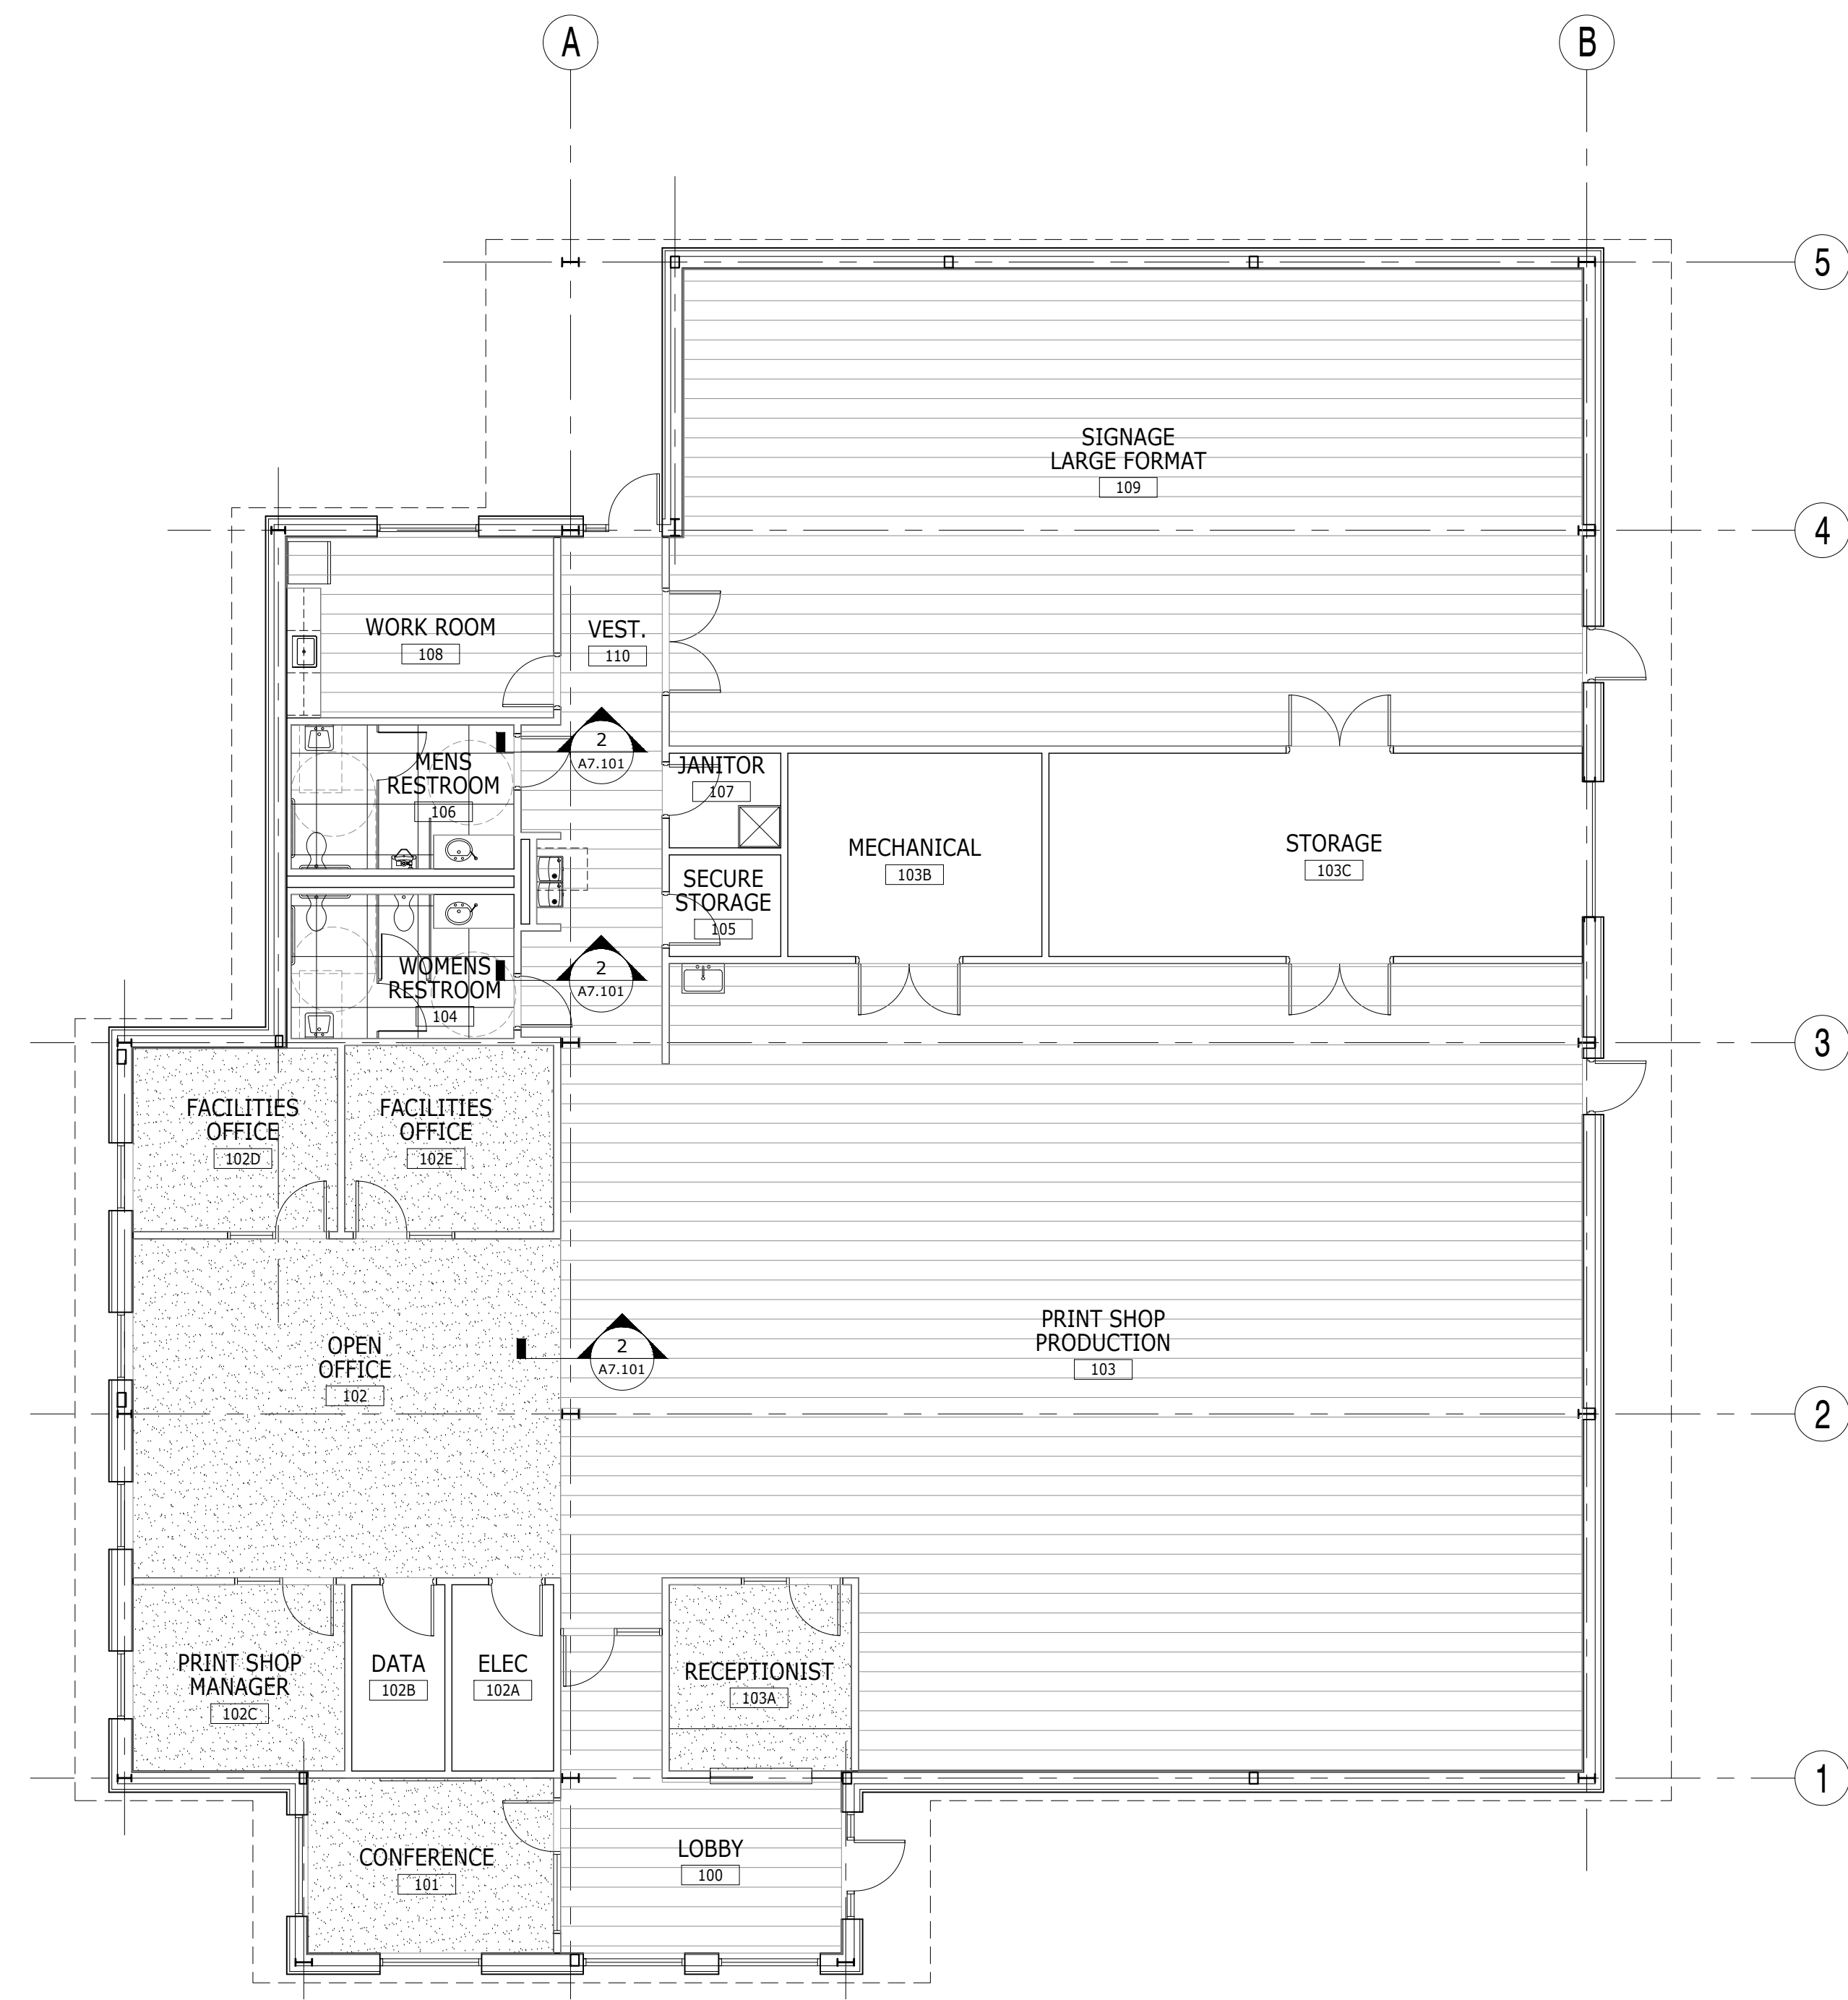 A
B
5
SIGNAGE
LARGE FORMAT
109
4
WORK ROOM
108
VEST.
110
2
A7.101
MENS
RESTROOM
106
JANITOR
107
MECHANICAL
103B
STORAGE
103C
SECURE
STORAGE
105
2
A7.101
WOMENS
RESTROOM
104
3
FACILITIES
OFFICE
102D
FACILITIES
OFFICE
102E
PRINT SHOP
PRODUCTION
103
2
A7.101
OPEN
OFFICE
102
2
PRINT SHOP
MANAGER
102C
DATA
102B
ELEC
102A
RECEPTIONIST
103A
1
CONFERENCE
101
LOBBY
100